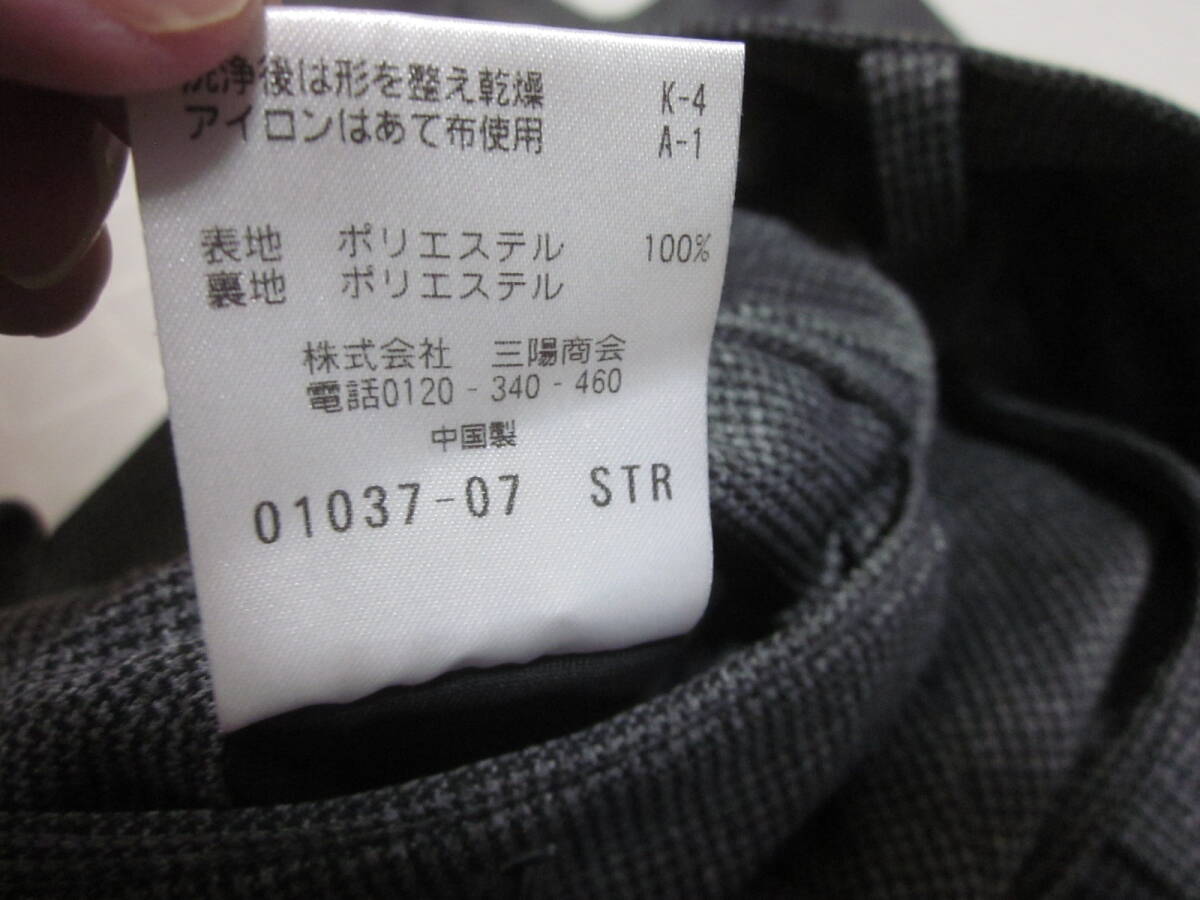 洗浄後は形を整え乾燥 K-4
アイロンはあて布使用 A-1
表地 ポリエステル 100%
裏地 ポリエステル
株式会社 三陽商会
電話0120-340-460
中国製
01037-07 STR